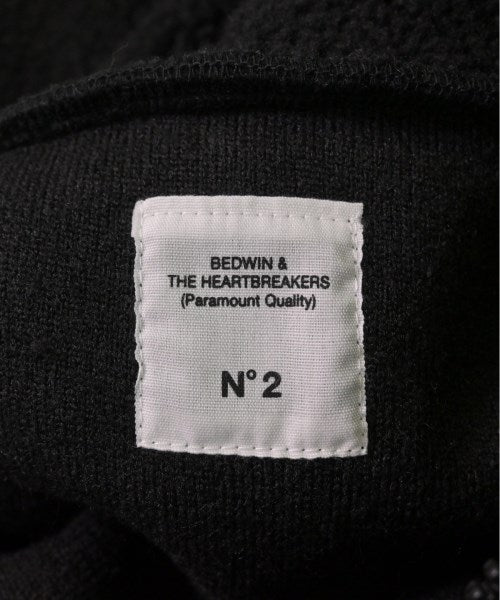 BEDWIN &
THE HEARTBREAKERS
(Paramount Quality)
N° 2